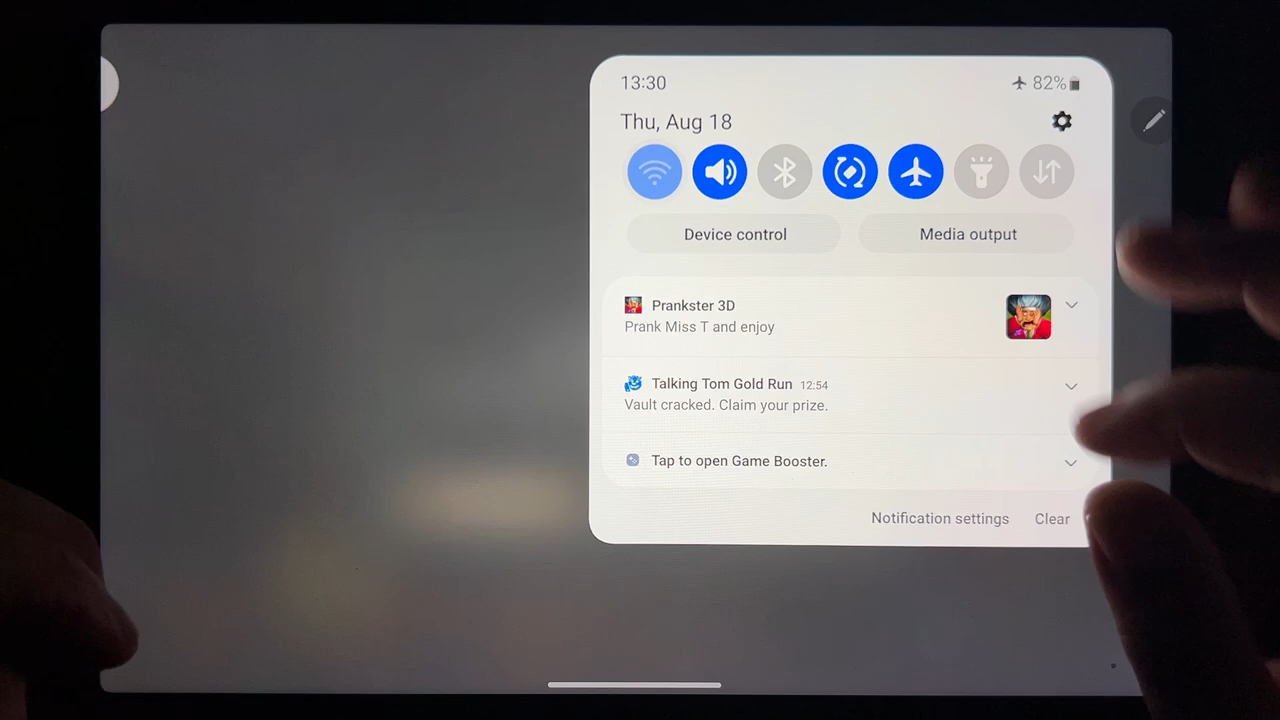 13:30
82%
Thu, Aug 18
Device control
Media output
Prankster 3D
Prank Miss T and enjoy
Talking Tom Gold Run 12:54
Vault cracked. Claim your prize.
Tap to open Game Booster.
Notification settings
Clear